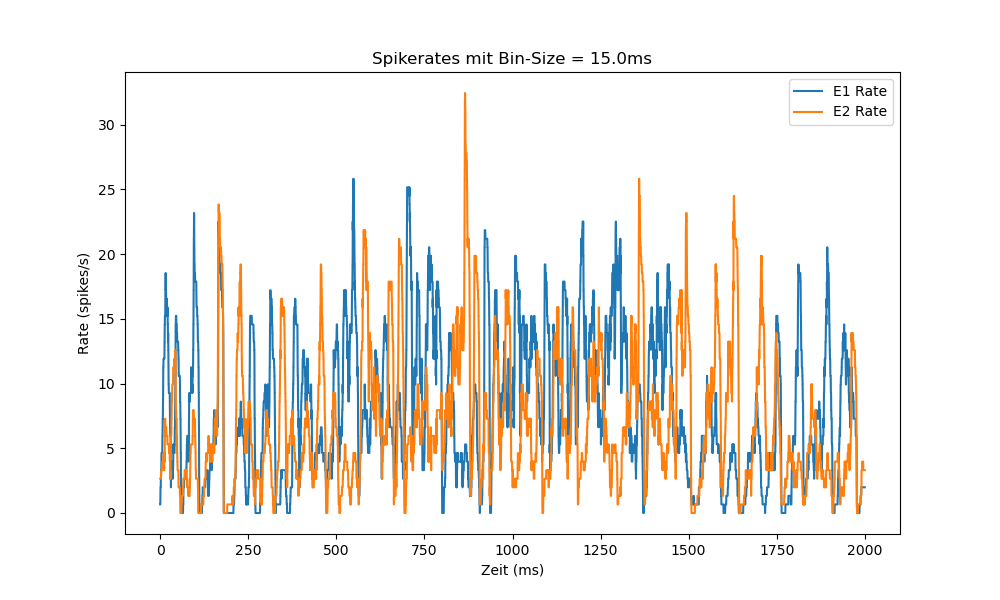 Spikerates mit Bin-Size = 15.0ms
E1 Rate
E2 Rate
Rate (spikes/s)
30
25
20
15
10
5
0
0 250 500 750 1000 1250 1500 1750 2000
Zeit (ms)